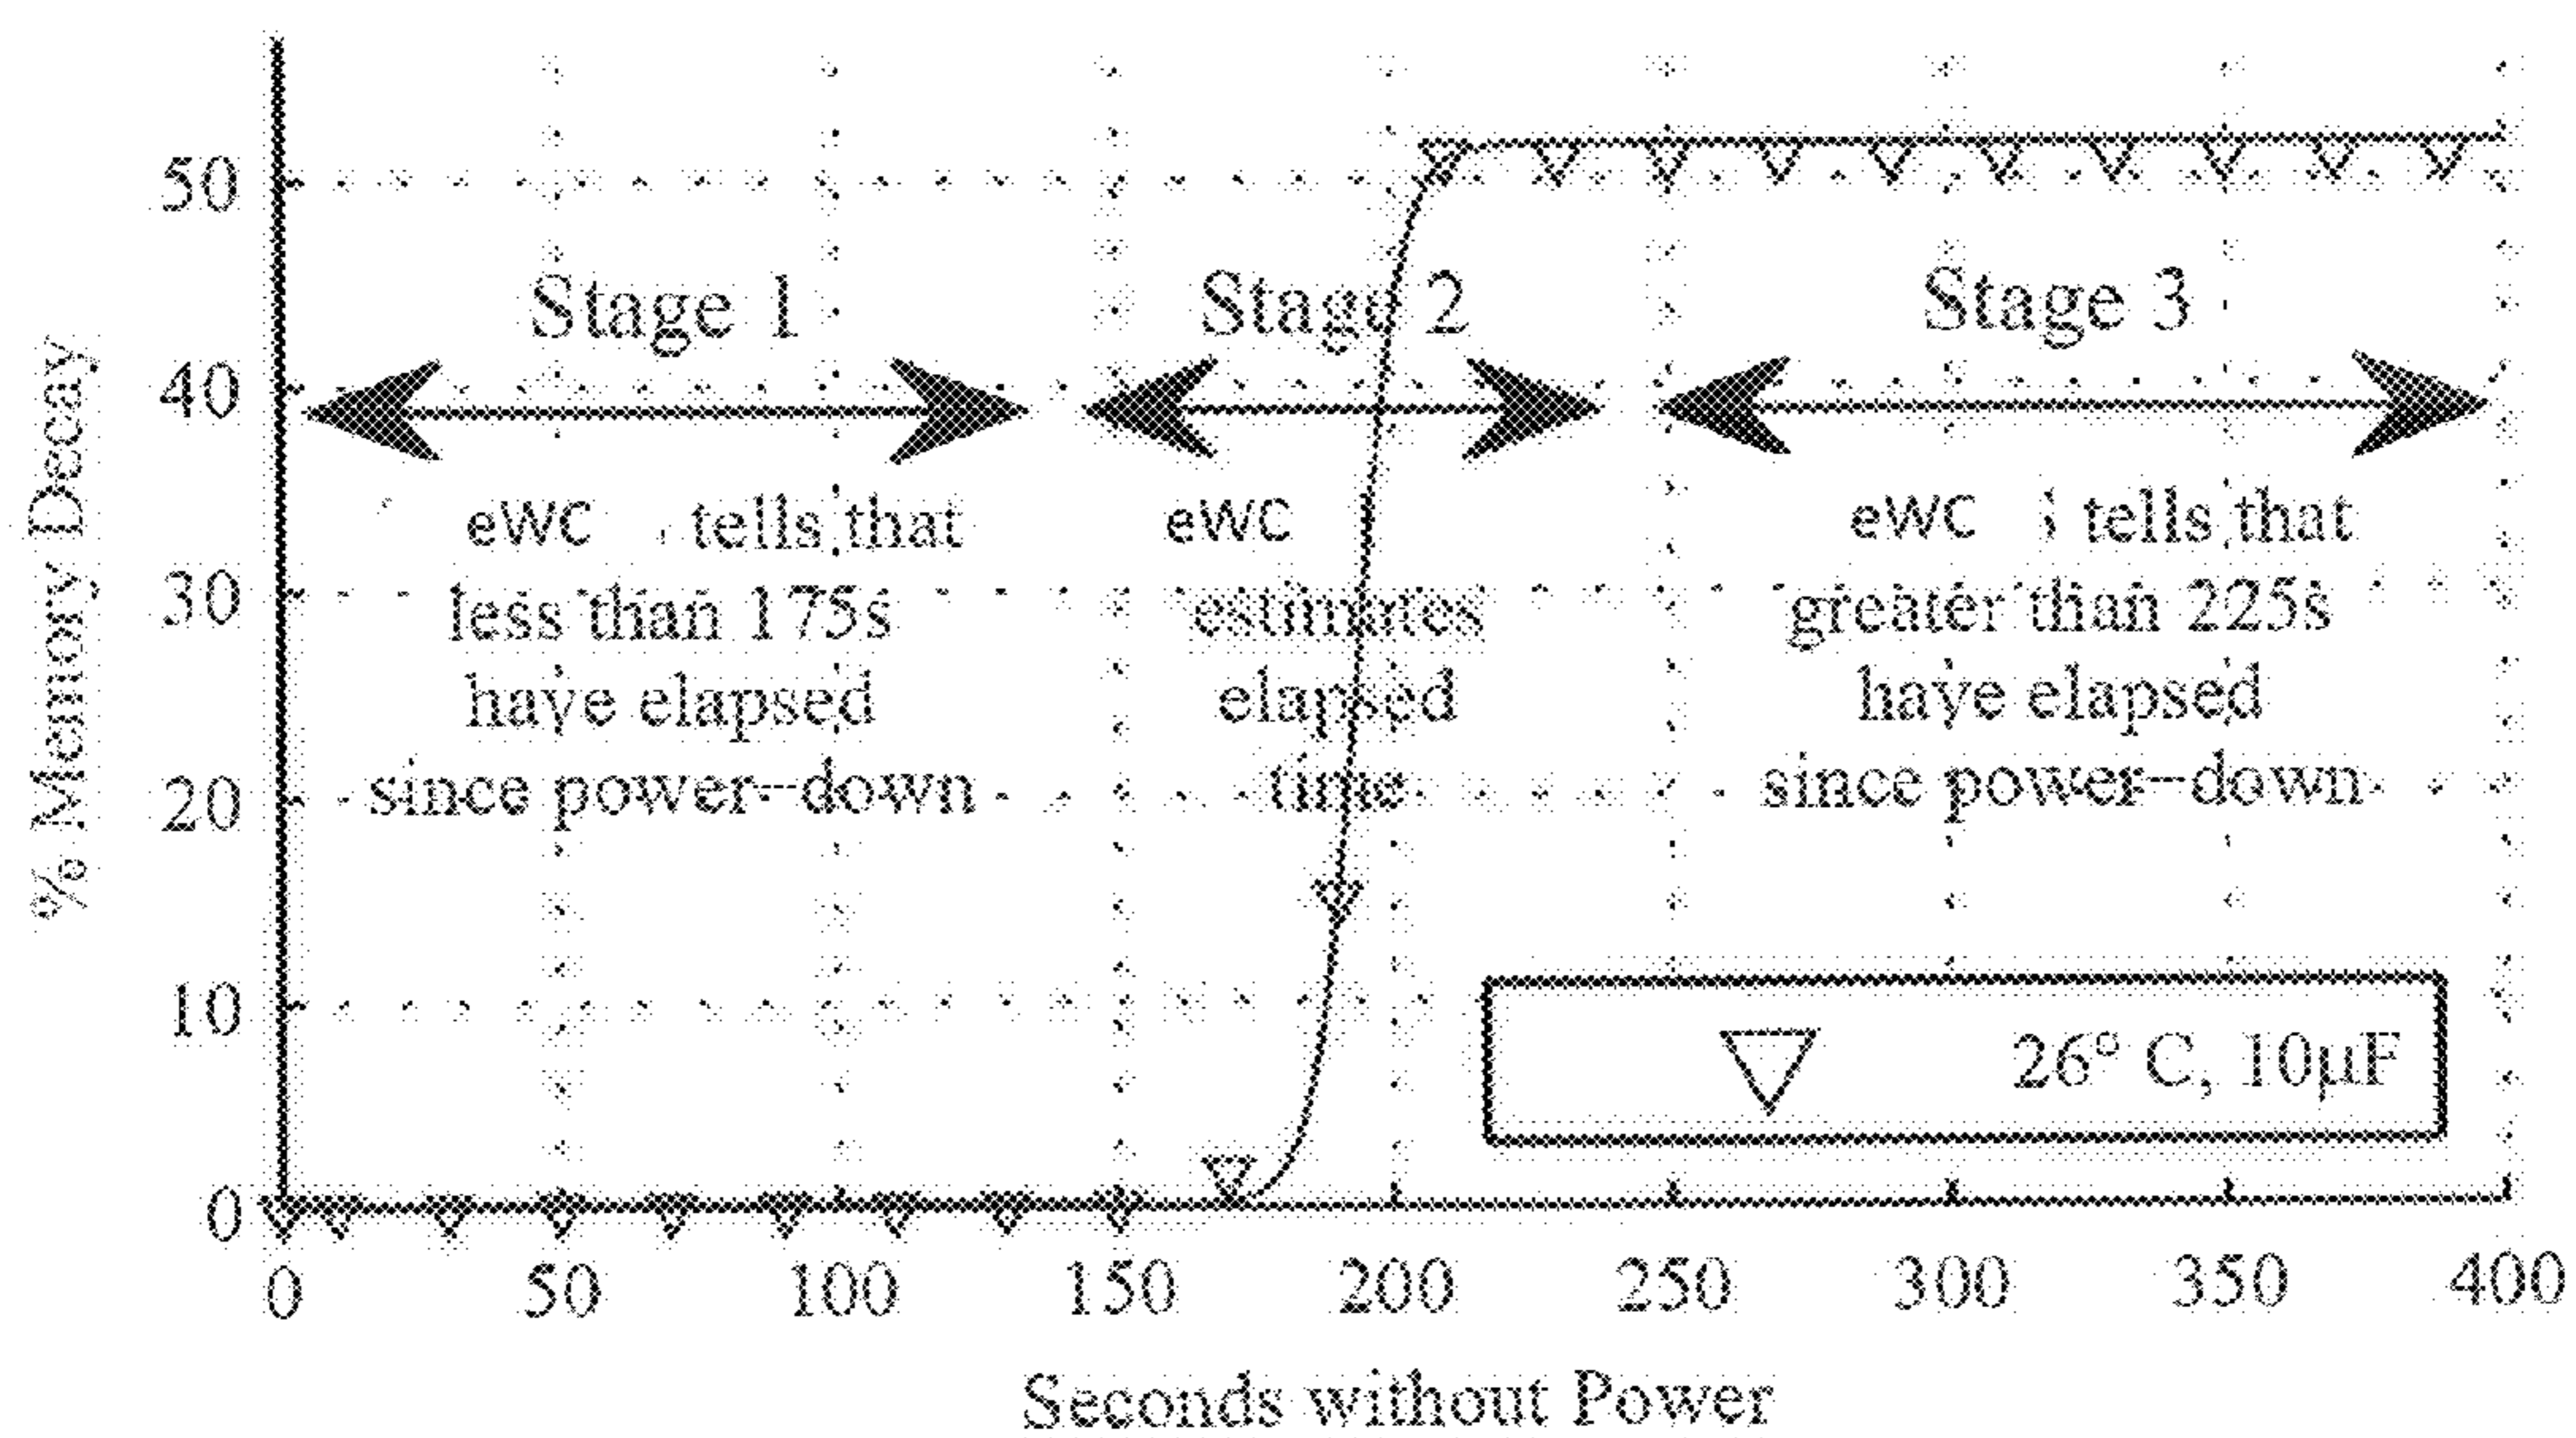 % Memory Decay
50
40
30
20
10
0
Stage 1
eWC tells that
less than 175s
have elapsed
since power-down
Stage 2
eWC
estimates
elapsed
time
Stage 3
eWC tells that
greater than 225s
have elapsed
since power-down
26° C, 10µF
0 50 100 150 200 250 300 350 400
Seconds without Power